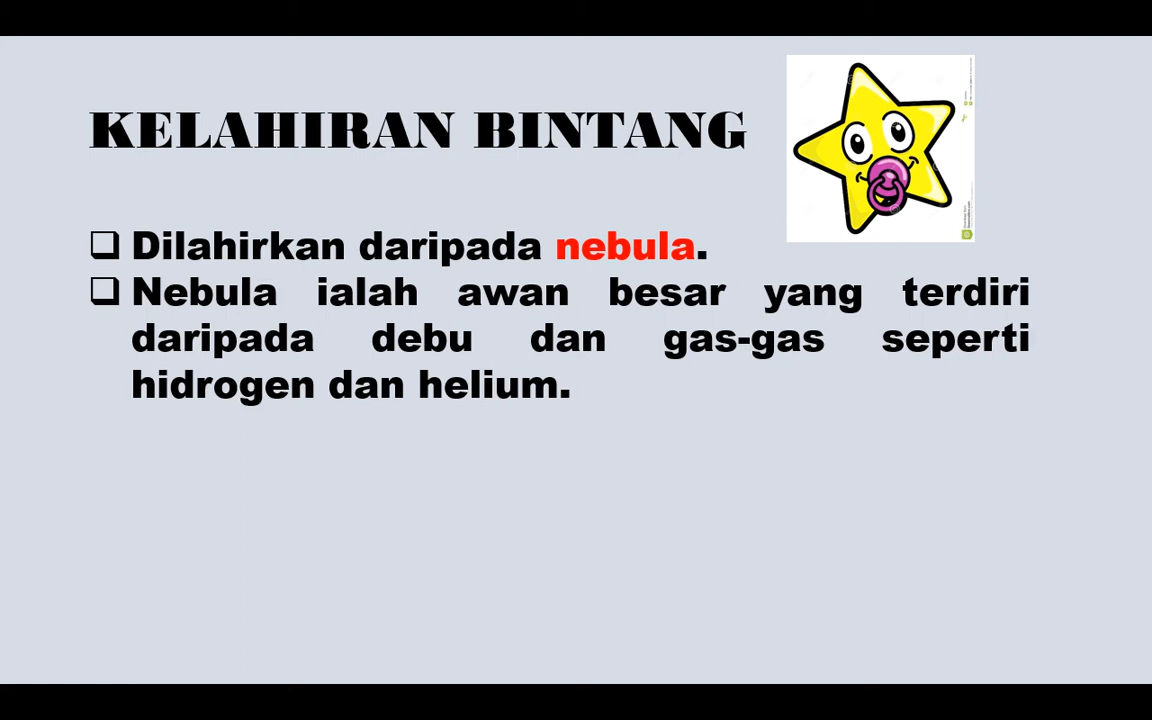 KELAHIRAN BINTANG
Dilahirkan daripada nebula.
Nebula ialah awan besar yang terdiri
daripada debu dan gas-gas seperti
hidrogen dan helium.